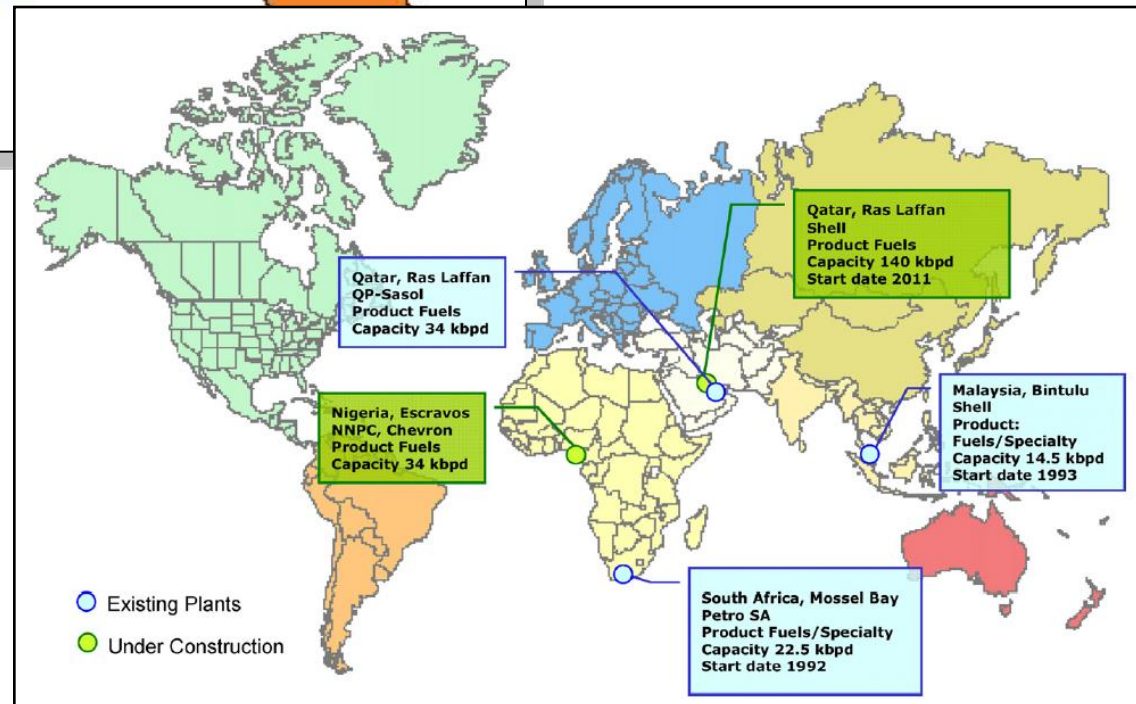 Qatar, Ras Laffan
Shell
Product Fuels
Capacity 140 kbpd
Start date 2011
Qatar, Ras Laffan
QP-Sasol
Product Fuels
Capacity 34 kbpd
Nigeria, Escravos
NNPC, Chevron
Product Fuels
Capacity 34 kbpd
Malaysia, Bintulu
Shell
Product:
Fuels/Specialty
Capacity 14.5 kbpd
Start date 1993
South Africa, Mossel Bay
Petro SA
Product Fuels/Specialty
Capacity 22.5 kbpd
Start date 1992
Existing Plants
Under Construction